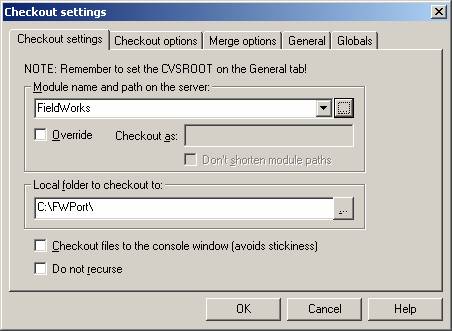 Checkout settings
Checkout settings Checkout options Merge options General Globals
NOTE: Remember to set the CVSROOT on the General tab!
Module name and path on the server:
FieldWorks
Override Checkout as:
Don't shorten module paths
Local folder to checkout to:
C:\FWPort\
...
Checkout files to the console window (avoids stickiness)
Do not recurse
OK Cancel Help